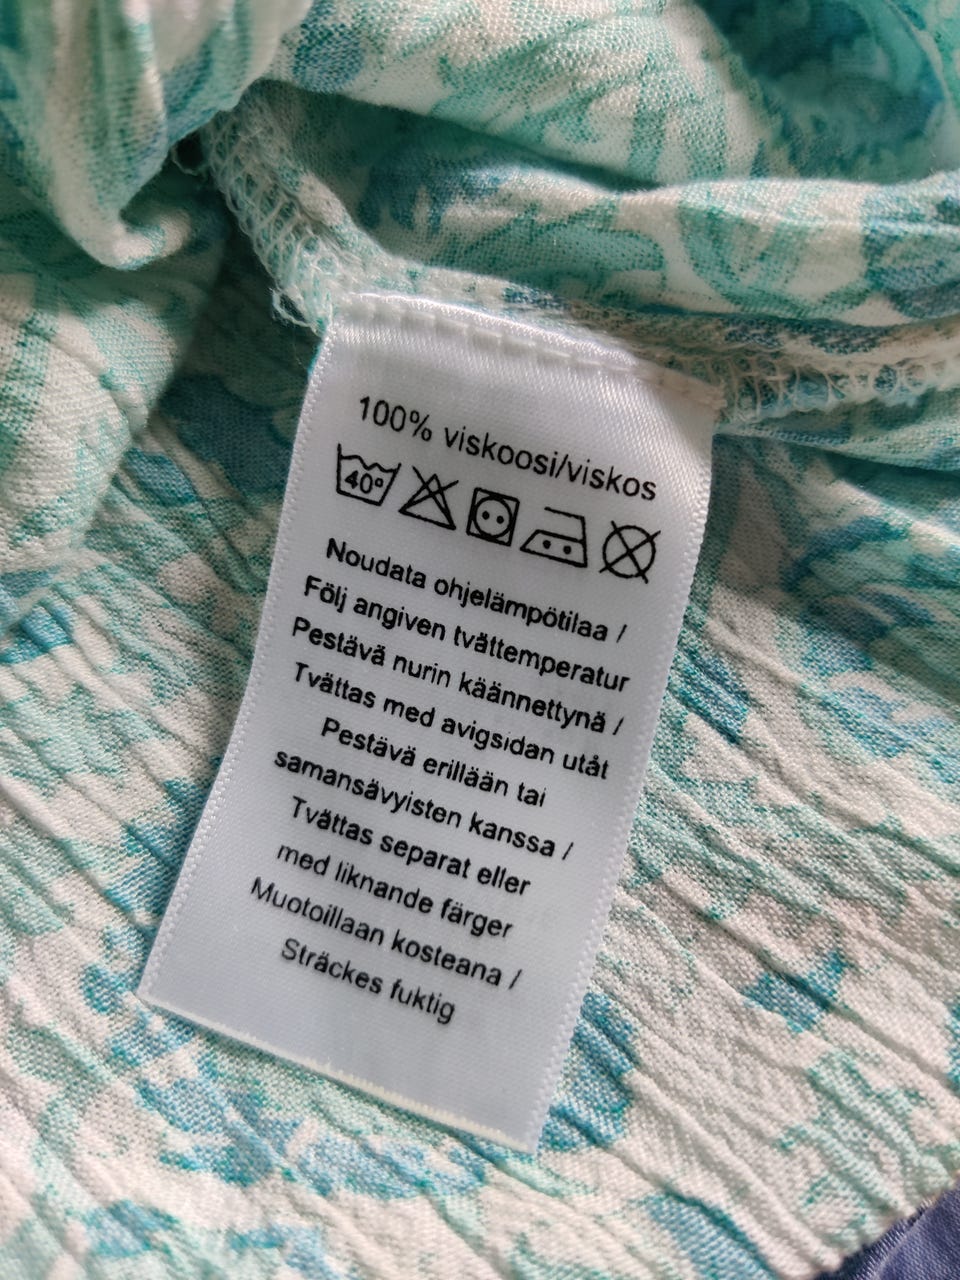 100% viskoosi/viskos
40°
Noudata ohjelämpötilaa /
Följ angiven tvättemperatur
Pestävä nurin käännettynä /
Tvättas med avigsidan utåt
Pestävä erillään tai
samansävyisten kanssa /
Tvättas separat eller
med liknande färger
Muotoillaan kosteana /
Sträckes fuktig